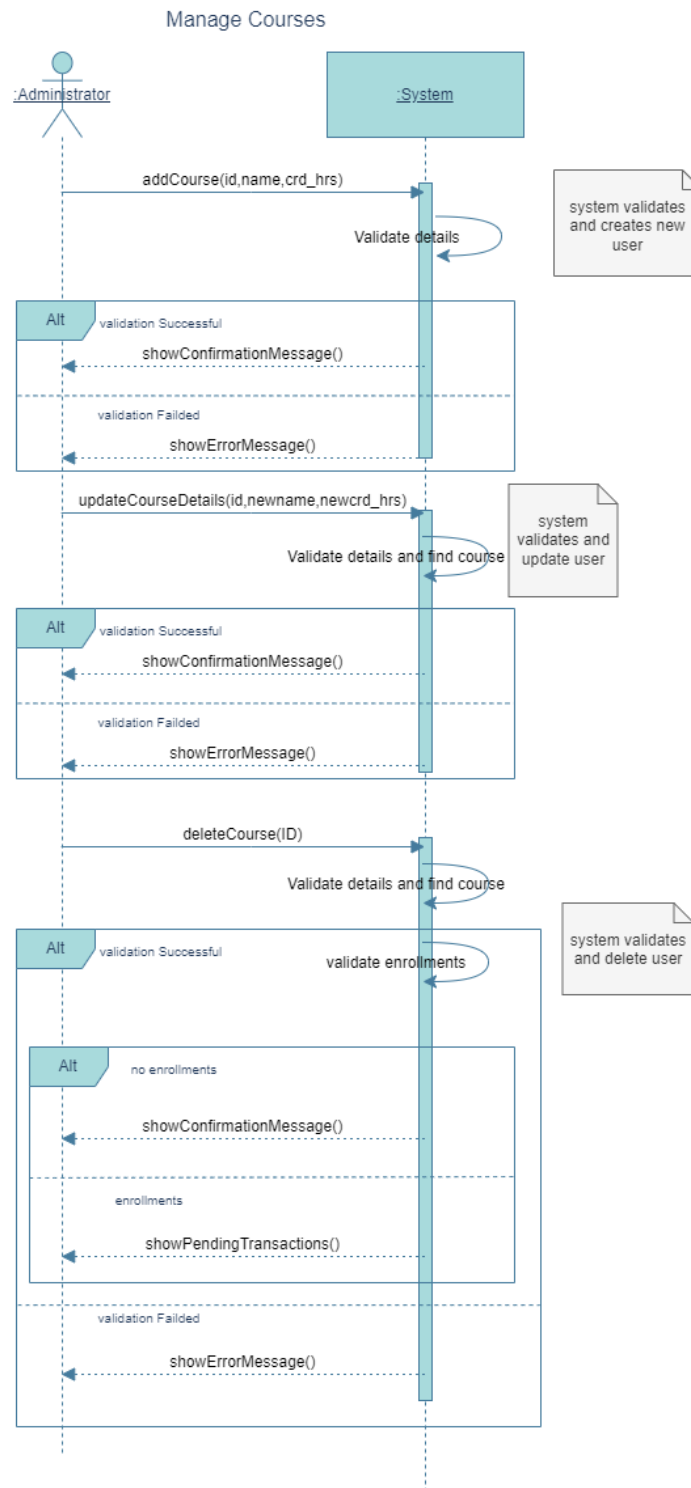 Manage Courses
:Administrator
:System
addCourse(id,name,crd_hrs)
system validates
and creates new
user
Validate details
Alt
validation Successful
showConfirmationMessage()
validation Failded
showErrorMessage()
updateCourseDetails(id,newname,newcrd_hrs)
system
validates and
update user
Validate details and find course
Alt
validation Successful
showConfirmationMessage()
validation Failded
showErrorMessage()
deleteCourse(ID)
Validate details and find course
system validates
and delete user
Alt
validation Successful
validate enrollments
Alt
no enrollments
showConfirmationMessage()
enrollments
showPendingTransactions()
validation Failded
showErrorMessage()